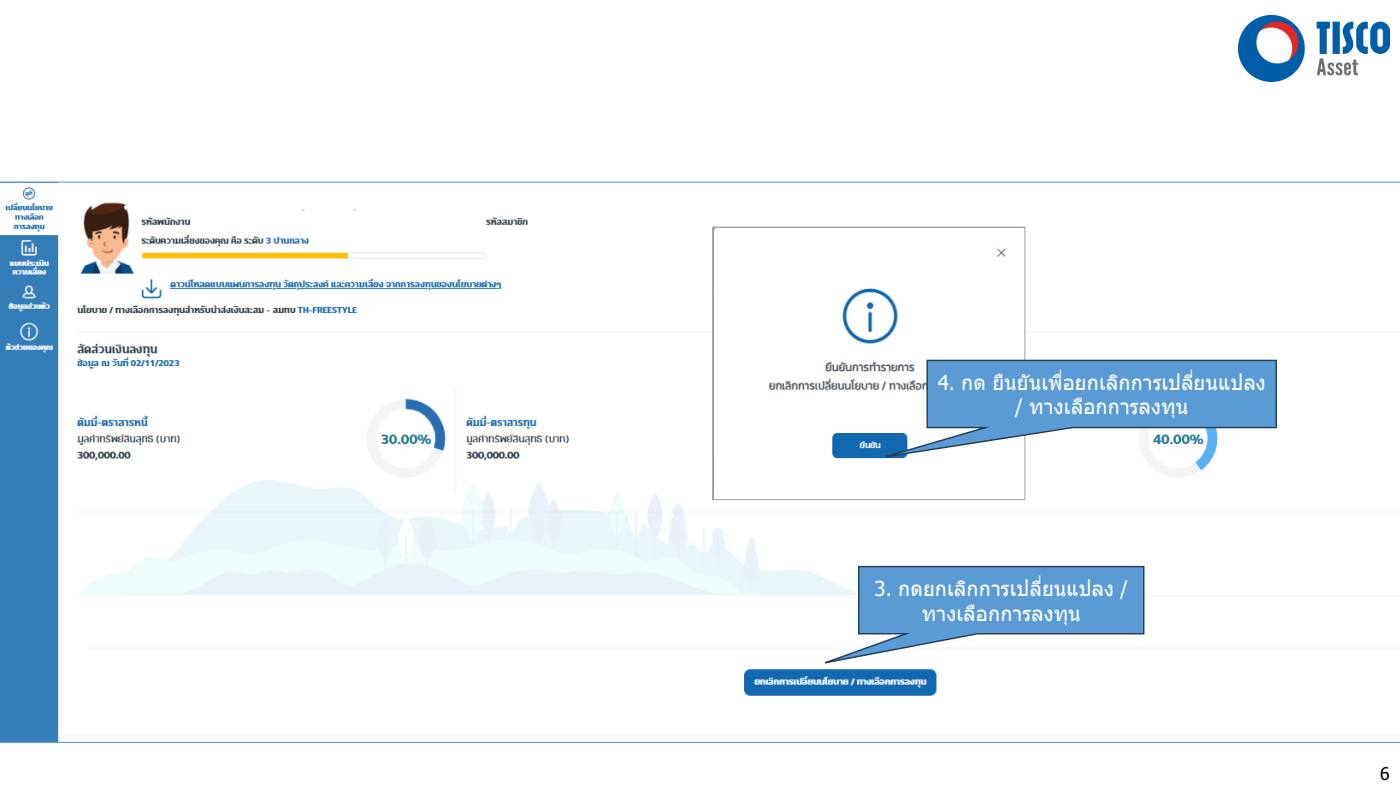 TISCO
Asset
เปลี่ยนนโยบาย
ทางเลือก
การลงทุน
แบบประเมิน
ความเสี่ยง
ข้อมูลส่วนตัว
ตัวช่วยของคุณ
รหัสพนักงาน
รหัสสมาชิก
ระดับความเสี่ยงของคุณ คือ ระดับ 3 ปานกลาง
ดาวน์โหลดแบบแผนการลงทุน วัตถุประสงค์ และความเสี่ยง จากการลงทุนของนโยบายต่างๆ
นโยบาย / ทางเลือกการลงทุนสำหรับนำส่งเงินสะสม - สมทบ TH-FREESTYLE
สัดส่วนเงินลงทุน
ข้อมูล ณ วันที่ 02/11/2023
ดัมมี่-ตราสารหนี้
มูลค่าทรัพย์สินสุทธิ (บาท)
300,000.00
30.00%
ดัมมี่-ตราสารทุน
มูลค่าทรัพย์สินสุทธิ (บาท)
300,000.00
40.00%
ยืนยันการทำรายการ
ยกเลิกการเปลี่ยนนโยบาย / ทางเลือก
ยืนยัน
4. กด ยืนยันเพื่อยกเลิกการเปลี่ยนแปลง
/ ทางเลือกการลงทุน
3. กดยกเลิกการเปลี่ยนแปลง /
ทางเลือกการลงทุน
ยกเลิกการเปลี่ยนนโยบาย / ทางเลือกการลงทุน
6